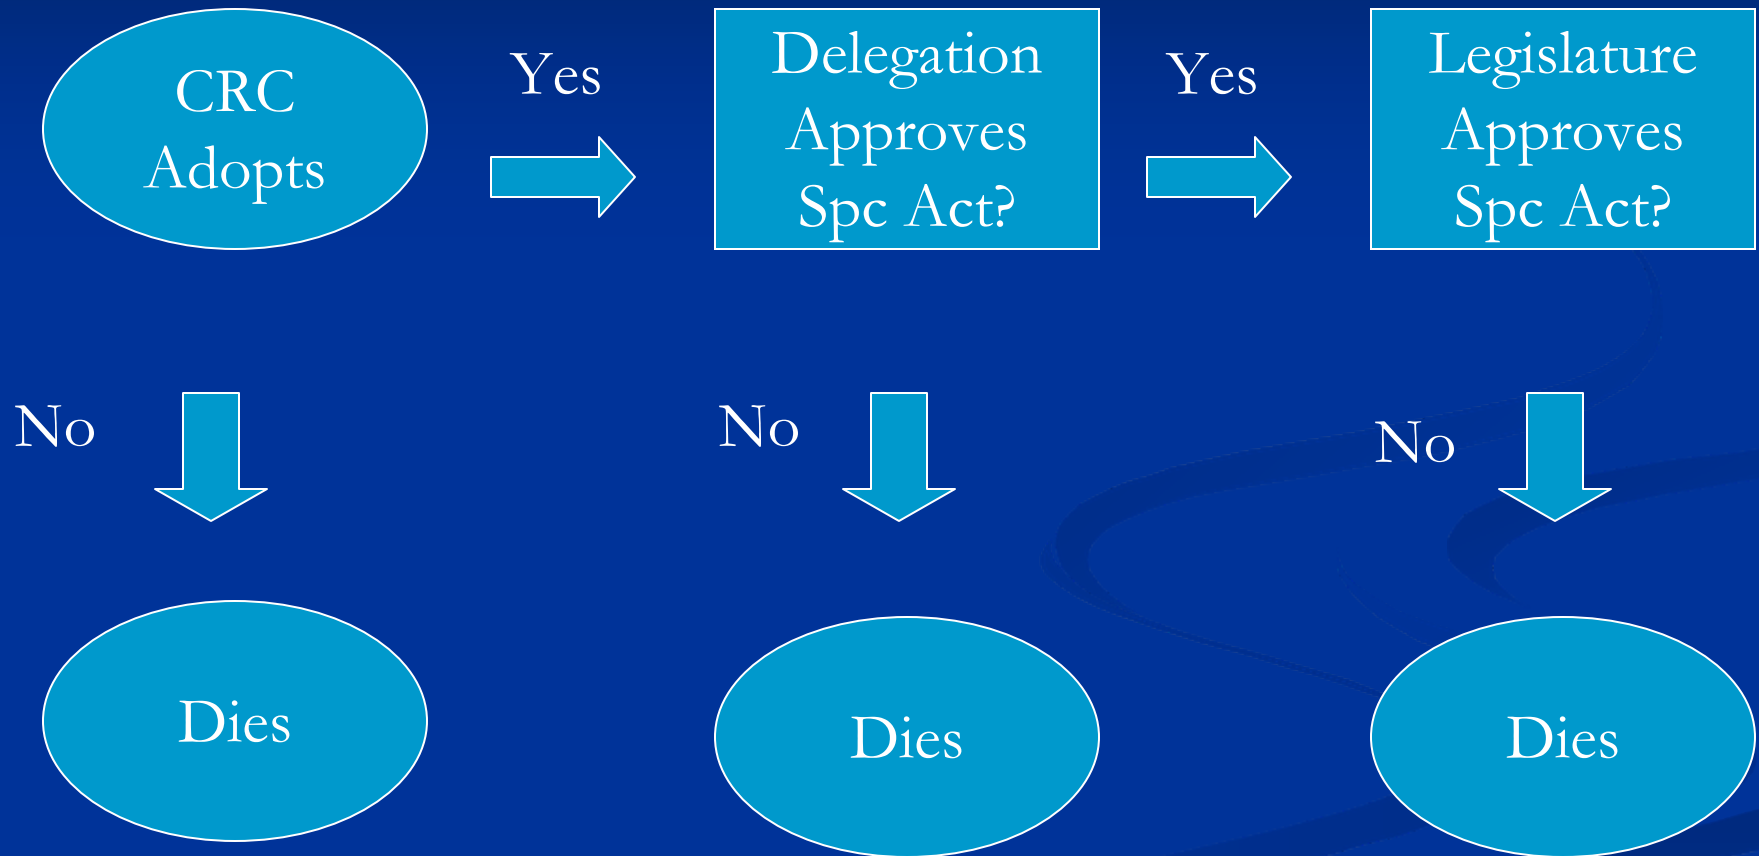 CRC
Adopts
Yes
Delegation
Approves
Spc Act?
Yes
Legislature
Approves
Spc Act?
No
No
No
Dies
Dies
Dies